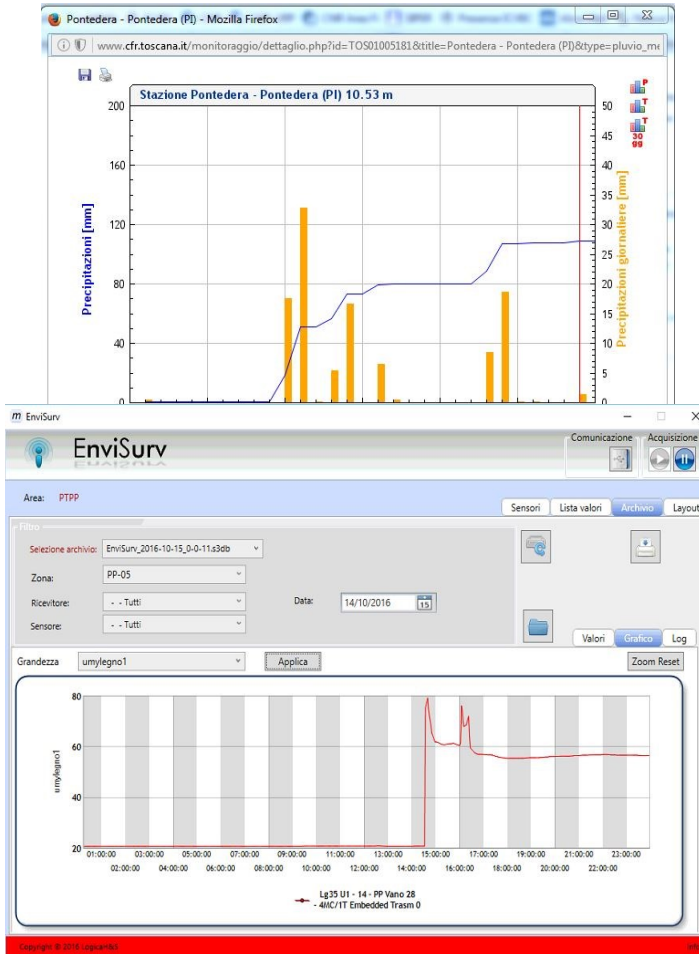 Pontedera - Pontedera (PI) - Mozilla Firefox
www.cfr.toscana.it/monitoraggio/dettaglio.php?id=TOS01005181&title=Pontedera - Pontedera (PI)&type=pluvio_me
Stazione Pontedera - Pontedera (PI) 10.53 m
P
T
T
30
gg
200
160
120
80
40
0
Precipitazioni [mm]
50
45
40
35
30
25
20
15
10
5
0
Precipitazioni giornaliere [mm]
m EnviSurv
EnviSurv
Comunicazione
Acquisizione
Area: PTPP
Sensori Lista valori Archivio Layout
Filtro
Selezione archivio: EnviSurv_2016-10-15_0-0-11.s3db
Zona: PP-05
Ricevitore: - - Tutti
Data: 14/10/2016 15
Sensore: - - Tutti
Valori Grafico Log
Grandezza umylegno1 Applica Zoom Reset
80
60
40
20
umylegno1
01:00:00 03:00:00 05:00:00 07:00:00 09:00:00 11:00:00 13:00:00 15:00:00 17:00:00 19:00:00 21:00:00 23:00:00
02:00:00 04:00:00 06:00:00 08:00:00 10:00:00 12:00:00 14:00:00 16:00:00 18:00:00 20:00:00 22:00:00
Lg35 U1 - 14 - PP Vano 28
- 4MC/1T Embedded Trasm 0
Copyright © 2016